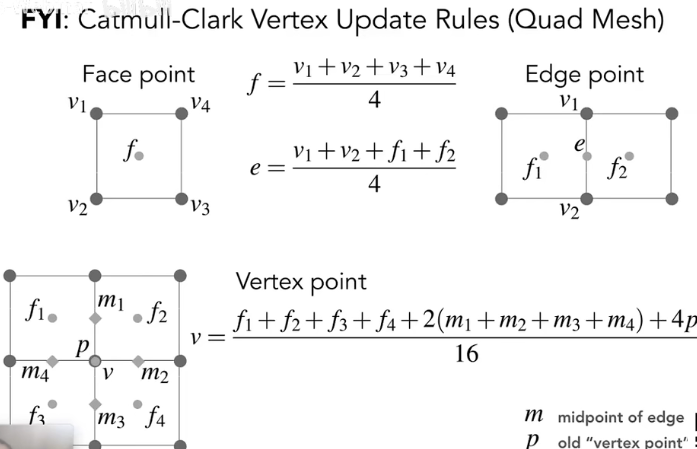 FYI: Catmull-Clark Vertex Update Rules (Quad Mesh)
Face point
f = (v₁ + v₂ + v₃ + v₄) / 4
Edge point
v₁
v₄
f
v₂
v₃
e = (v₁ + v₂ + f₁ + f₂) / 4
v₁
e
f₁
f₂
v₂
Vertex point
v = (f₁ + f₂ + f₃ + f₄ + 2(m₁ + m₂ + m₃ + m₄) + 4p / 16
f₁
m₁
f₂
p
m₄
v
m₂
f₃
m₃
f₄
m midpoint of edge
p old "vertex point"